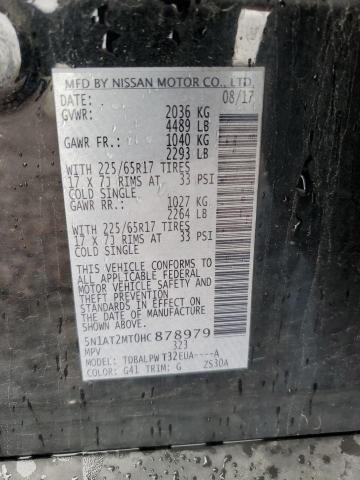 MFD BY NISSAN MOTOR CO., LTD.
DATE: 08/17
GVWR: 2036 KG
4489 LB
GAWR FR.: 1040 KG
2293 LB
WITH 225/65R17 TIRES
17 X 7J RIMS AT 33 PSI
COLD SINGLE
GAWR RR.: 1027 KG
2264 LB
WITH 225/65R17 TIRES
17 X 7J RIMS AT 33 PSI
COLD SINGLE
THIS VEHICLE CONFORMS TO
ALL APPLICABLE FEDERAL
MOTOR VEHICLE SAFETY AND
THEFT PREVENTION
STANDARDS IN EFFECT ON
THE DATE OF MANUFACTURE
SHOWN ABOVE.
5N1AT2MT0HC878979
MPV 323
MODEL: TDBALPW T32EUA----A
COLOR: G41 TRIM: G ZS30A